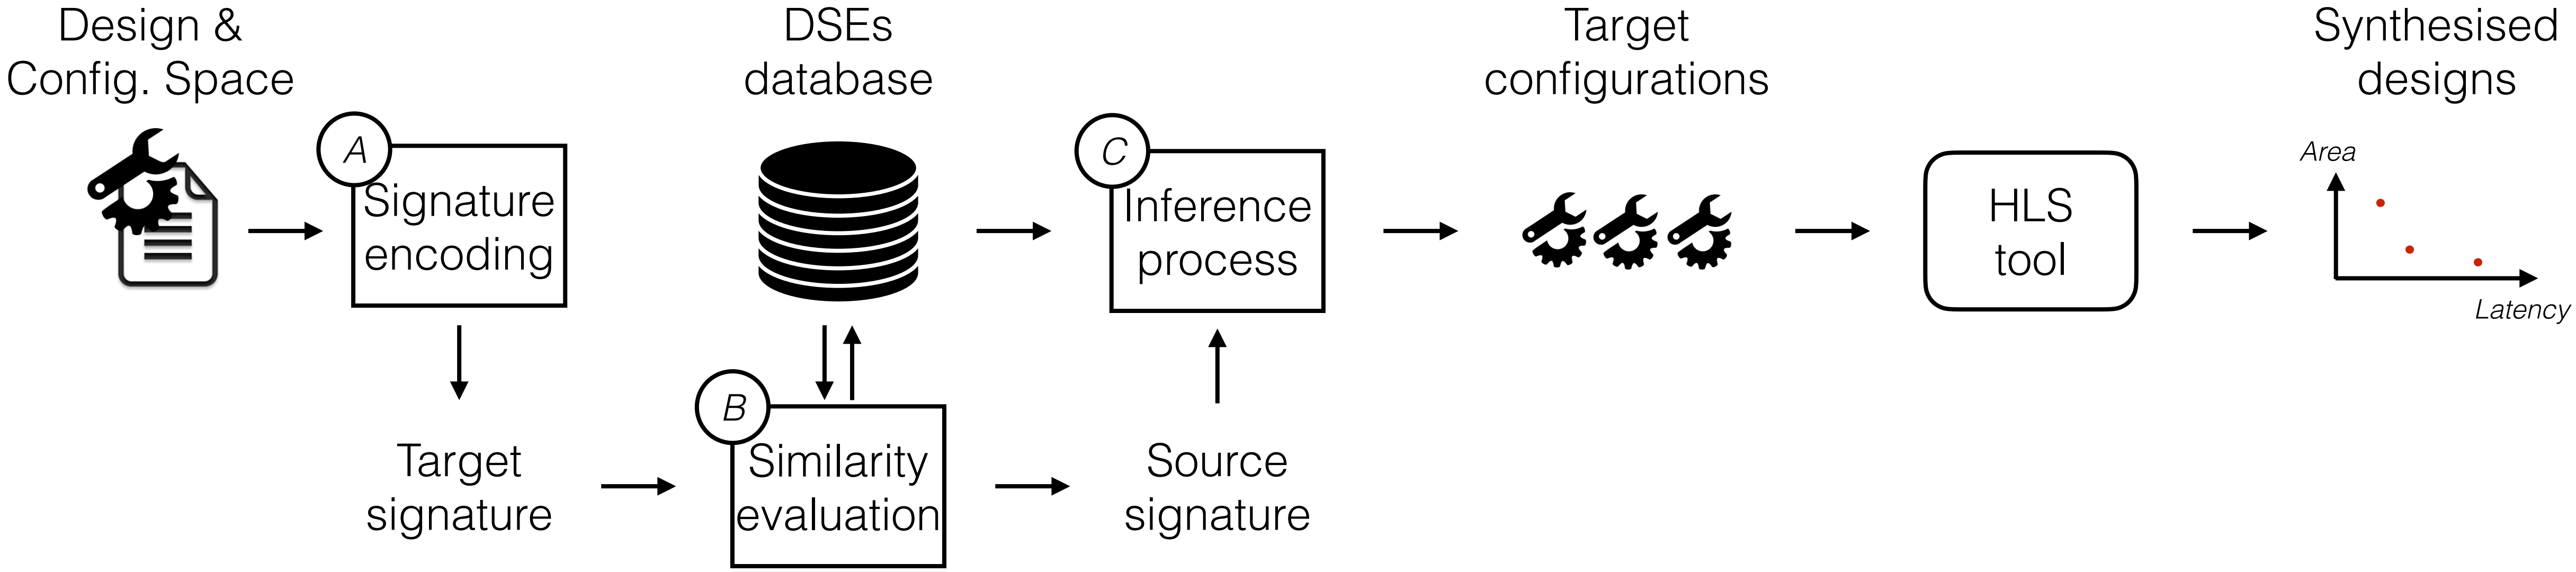 Design &
Config. Space
DSEs
database
Target
configurations
Synthesised
designs
A
Signature
encoding
C
Inference
process
HLS
tool
Area
Latency
B
Target
signature
Similarity
evaluation
Source
signature